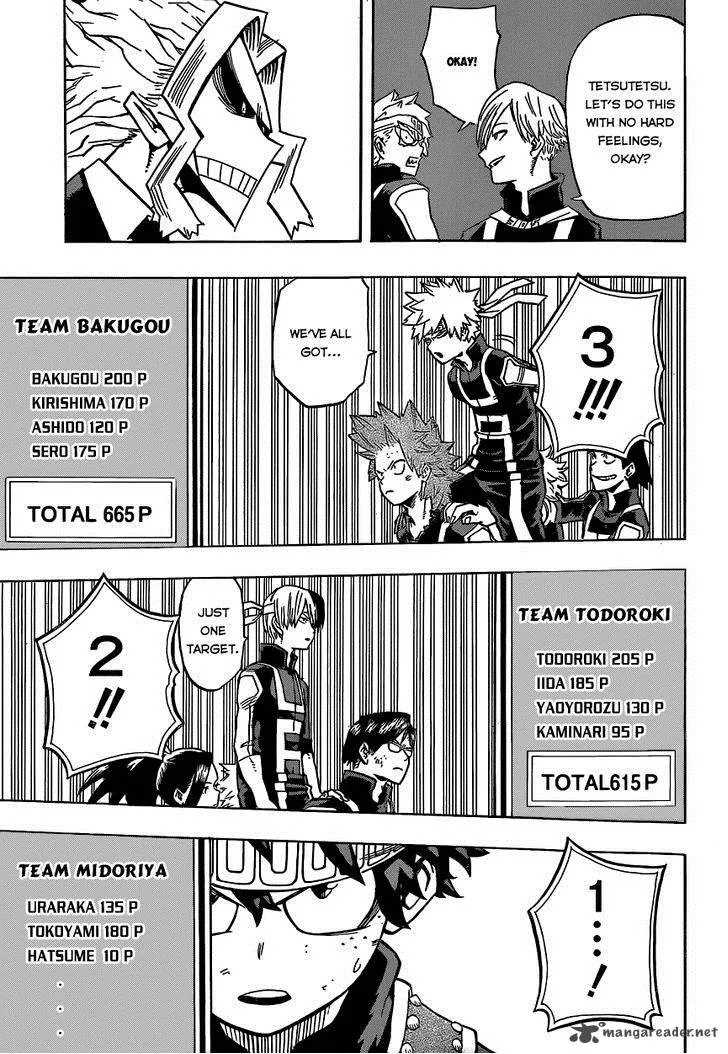 TETSUTETSU.
LET'S DO THIS
WITH NO HARD
FEELINGS,
OKAY?
OKAY!
3
!!!
WE'VE ALL
GOT...
TEAM BAKUGOU
BAKUGOU 200 P
KIRISHIMA 170 P
ASHIDO 120 P
SERO 175 P
TOTAL 665 P
TEAM TODOROKI
TODOROKI 205 P
IIDA 185 P
YAOYOROZU 130 P
KAMINARI 95 P
TOTAL 615 P
JUST
ONE
TARGET.
2
!!
1
....
!
TEAM MIDORIYA
URARAKA 135 P
TOKOYAMI 180 P
HATSUME 10 P
.
.
.
mangareader.net